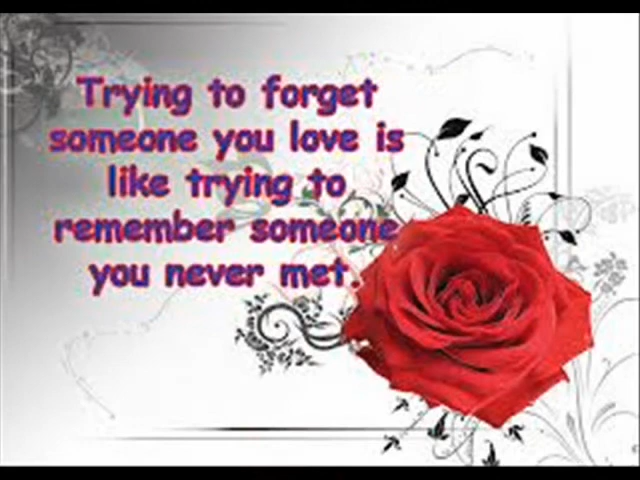 Trying to forget
someone you love is
like trying to
remember someone
you never met.